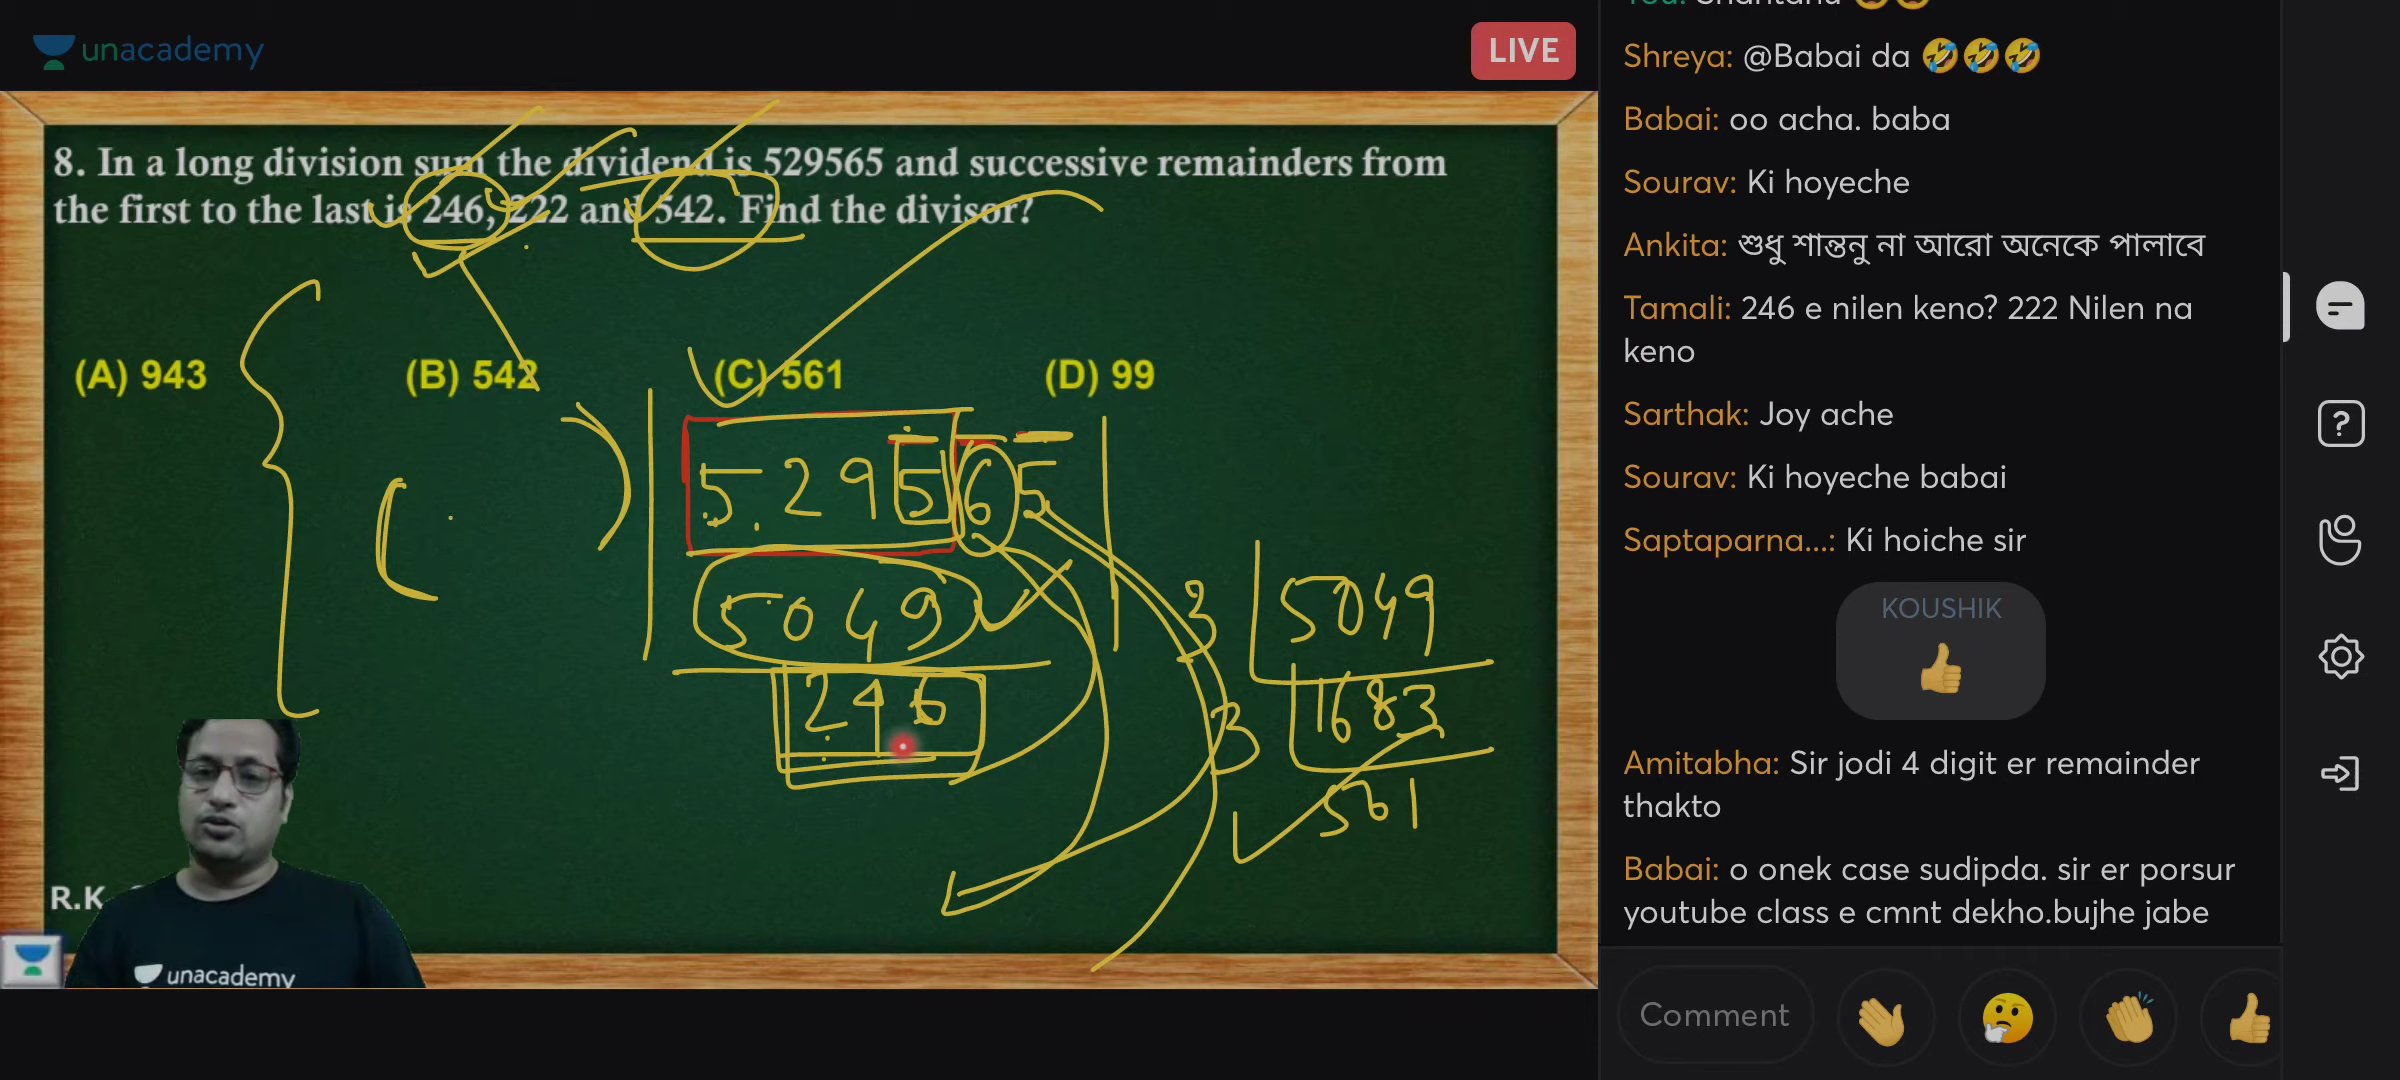 unacademy
LIVE
8. In a long division sum the dividend is 529565 and successive remainders from
the first to the last is 246, 222 and 542. Find the divisor?
(A) 943
(B) 542
(C) 561
(D) 99
529565
5049
246
3 5049
3 1683
561
R.K
unacademy
Shreya: @Babai da 🤣🤣🤣
Babai: oo acha. baba
Sourav: Ki hoyeche
Ankita: শুধু শান্তনু না আরো অনেকে পালাবে
Tamali: 246 e nilen keno? 222 Nilen na
keno
Sarthak: Joy ache
Sourav: Ki hoyeche babai
Saptaparna...: Ki hoiche sir
KOUSHIK
Amitabha: Sir jodi 4 digit er remainder
thakto
Babai: o onek case sudipda. sir er porsur
youtube class e cmnt dekho.bujhe jabe
Comment